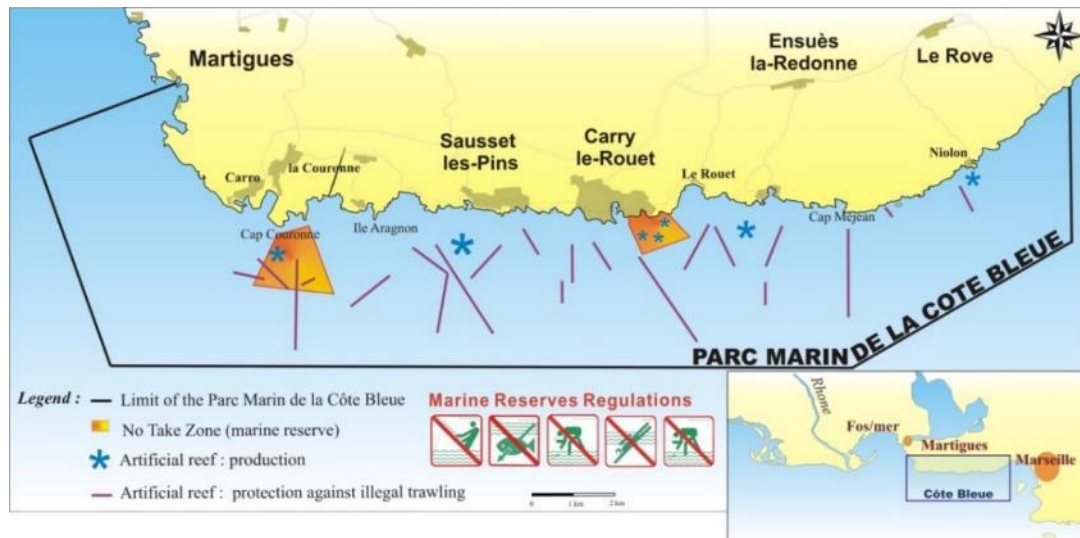 Martigues
Ensuès
la-Redonne
Le Rove
Sausset
les-Pins
Carry
le-Rouet
Niolon
la Couronne
Carro
Le Rouet
Cap Couronne
Ile Aragnon
Cap Méjean
PARC MARIN DE LA COTE BLEUE
Legend :
Limit of the Parc Marin de la Côte Bleue
No Take Zone (marine reserve)
Artificial reef : production
Artificial reef : protection against illegal trawling
Marine Reserves Regulations
0 1 km 2 km
Rhone
Fos/mer
Martigues
Marseille
Côte Bleue